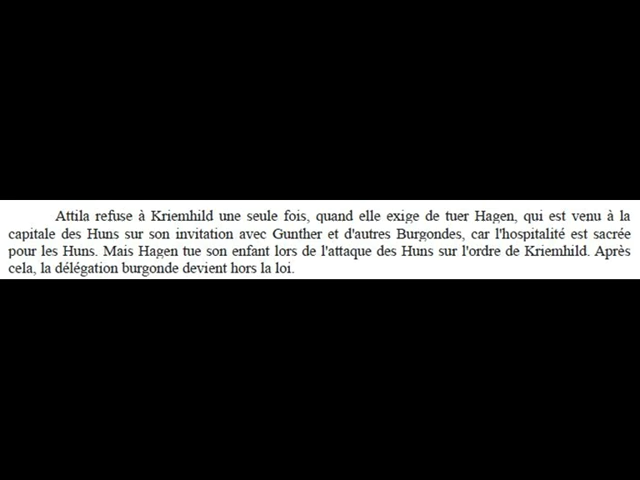 Attila refuse à Kriemhild une seule fois, quand elle exige de tuer Hagen, qui est venu à la
capitale des Huns sur son invitation avec Gunther et d'autres Burgondes, car l'hospitalité est sacrée
pour les Huns. Mais Hagen tue son enfant lors de l'attaque des Huns sur l'ordre de Kriemhild. Après
cela, la délégation burgonde devient hors la loi.